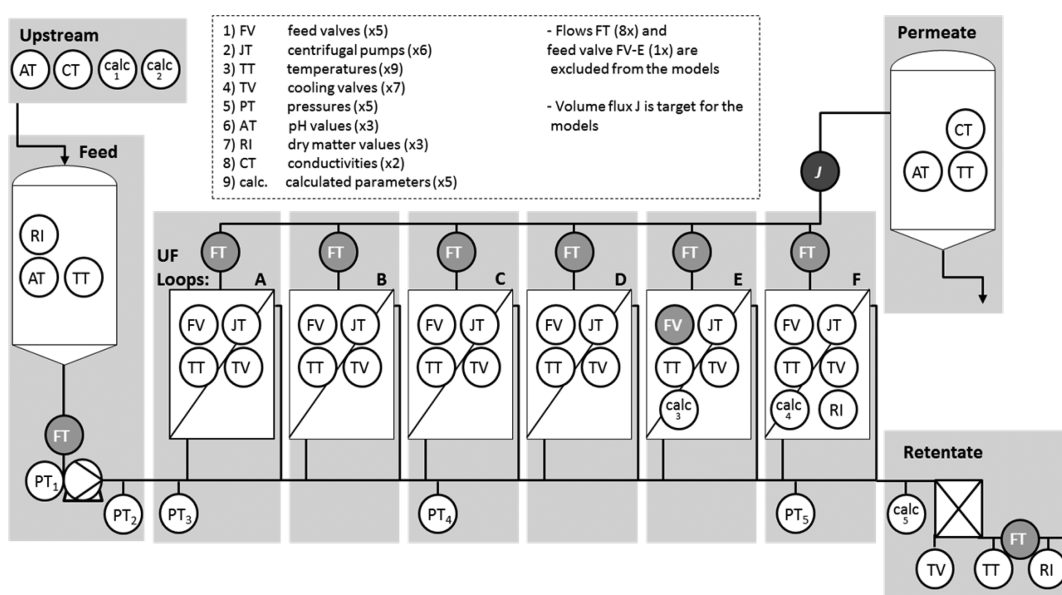 Upstream
AT CT calc 1 calc 2
Feed
RI
AT TT
FT
PT1
PT2
1) FV feed valves (x5)
2) JT centrifugal pumps (x6)
3) TT temperatures (x9)
4) TV cooling valves (x7)
5) PT pressures (x5)
6) AT pH values (x3)
7) RI dry matter values (x3)
8) CT conductivities (x2)
9) calc. calculated parameters (x5)
- Flows FT (8x) and
feed valve FV-E (1x) are
excluded from the models
- Volume flux J is target for the
models
Permeate
CT
AT TT
J
UF
Loops:
FT FT FT FT FT FT
A B C D E F
FV JT FV JT FV JT FV JT FV JT FV JT
TT TV TT TV TT TV TT TV TT TV TT TV
calc 3 calc 4 RI
PT3 PT4 PT5
Retentate
calc 5
FT
TV TT RI